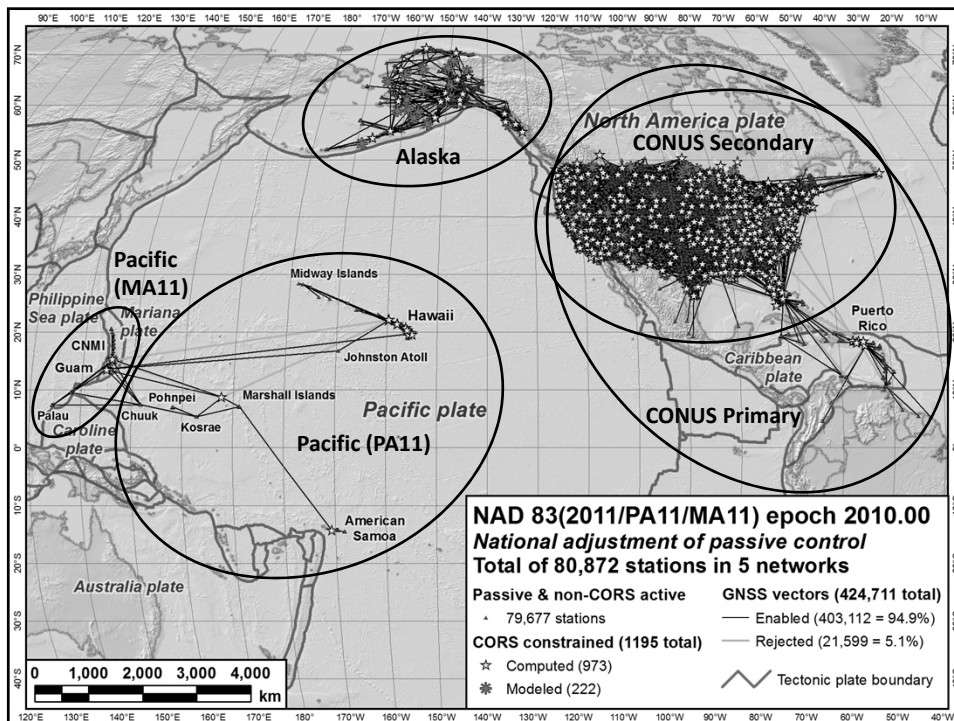 90°E 100°E 110°E 120°E 130°E 140°E 150°E 160°E 170°E 180° 170°W 160°W 150°W 140°W 130°W 120°W 110°W 100°W 90°W 80°W 70°W 60°W 50°W 40°W 30°W 20°W 10°W
70°N
60°N
50°N
40°N
30°N
20°N
10°N
0°
10°S
20°S
30°S
40°S
Alaska
North America plate
CONUS Secondary
Pacific
(MA11)
Philippine
Sea plate
Mariana
plate
CNMI
Guam
Palau
Chuuk
Pohnpei
Kosrae
Caroline
plate
Midway Islands
Hawaii
Johnston Atoll
Marshall Islands
Pacific plate
Pacific (PA11)
American
Samoa
Australia plate
Puerto
Rico
Caribbean
plate
CONUS Primary
NAD 83(2011/PA11/MA11) epoch 2010.00
National adjustment of passive control
Total of 80,872 stations in 5 networks
Passive & non-CORS active
79,677 stations
CORS constrained (1195 total)
Computed (973)
Modeled (222)
GNSS vectors (424,711 total)
Enabled (403,112 = 94.9%)
Rejected (21,599 = 5.1%)
Tectonic plate boundary
0 1,000 2,000 3,000 4,000
km
120°E 130°E 140°E 150°E 160°E 170°E 180° 170°W 160°W 150°W 140°W 130°W 120°W 110°W 100°W 90°W 80°W 70°W 60°W 50°W 40°W